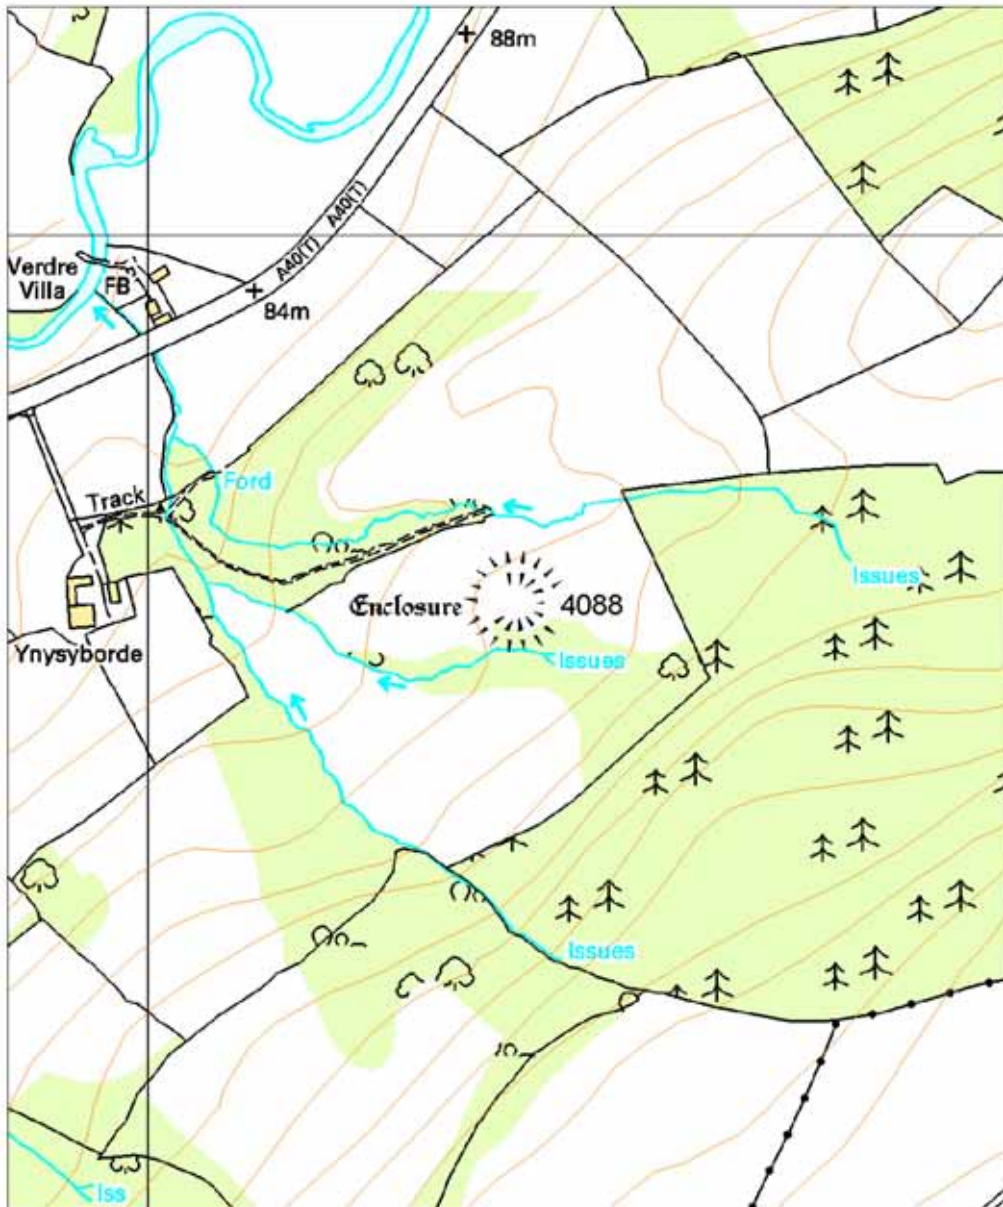 88m
A40(T)
A40(T)
Verdre
Villa
FB
84m
Ford
Track
Issues
Enclosure
4088
Issues
Ynysyborde
Issues
Iss